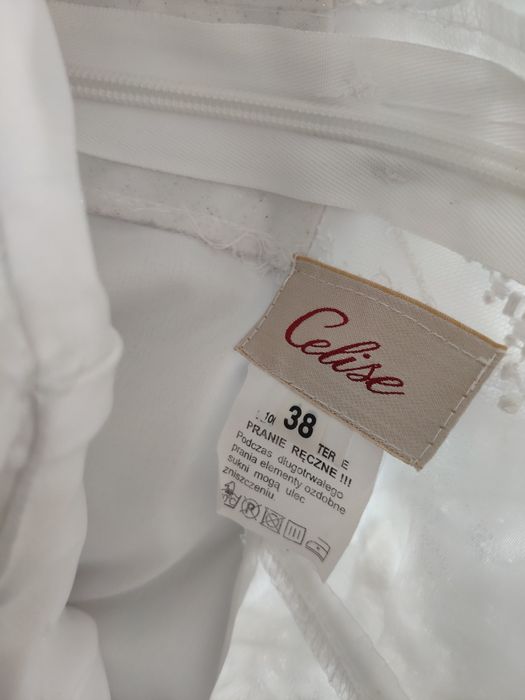 Celise
38
PRANIE RĘCZNE !!!
Podczas długotrwałego
prania elementy ozdobne
sukni mogą ulec
zniszczeniu.
R